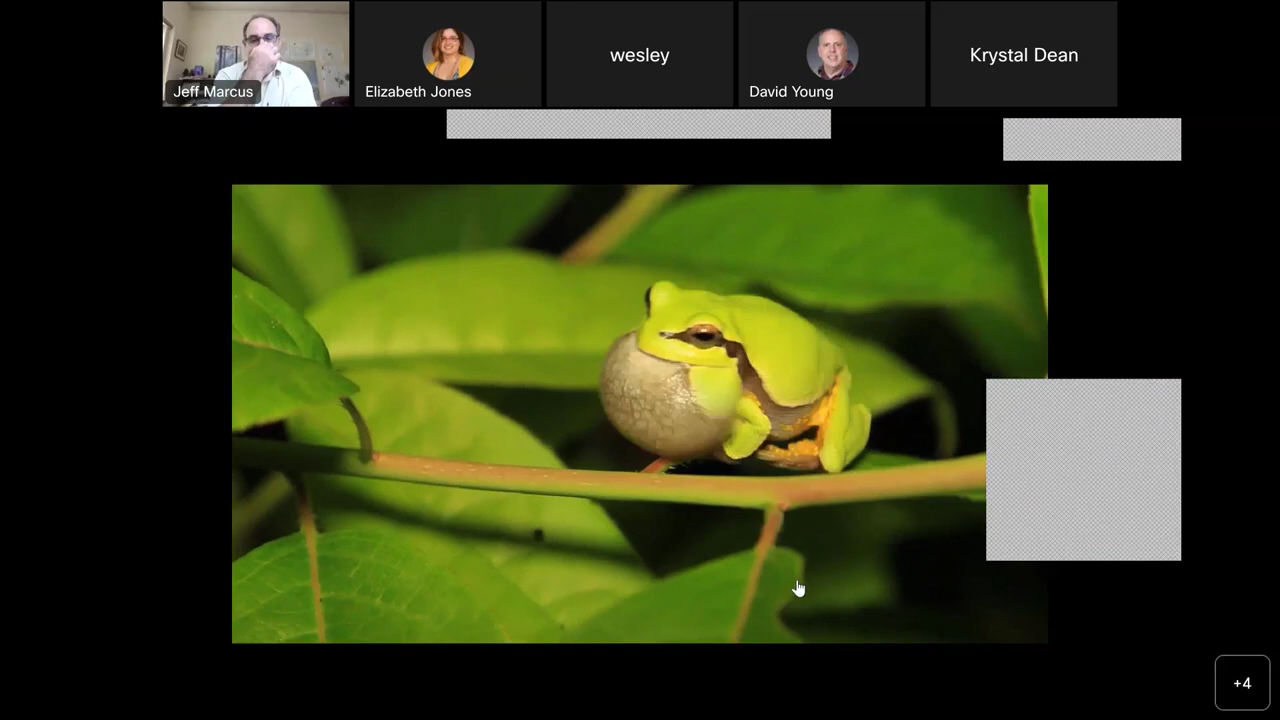 Jeff Marcus
Elizabeth Jones
wesley
David Young
Krystal Dean
+4